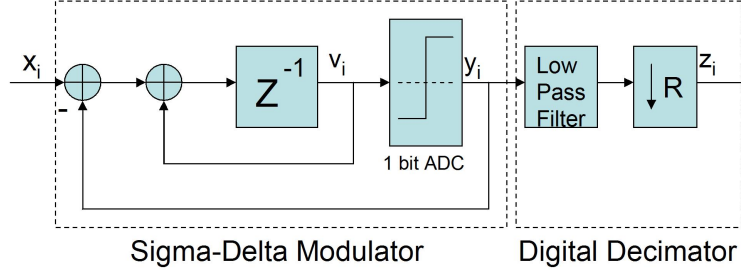 x_i
-
Z^-1
v_i
1 bit ADC
y_i
Low
Pass
Filter
↓ R
z_i
Sigma-Delta Modulator
Digital Decimator